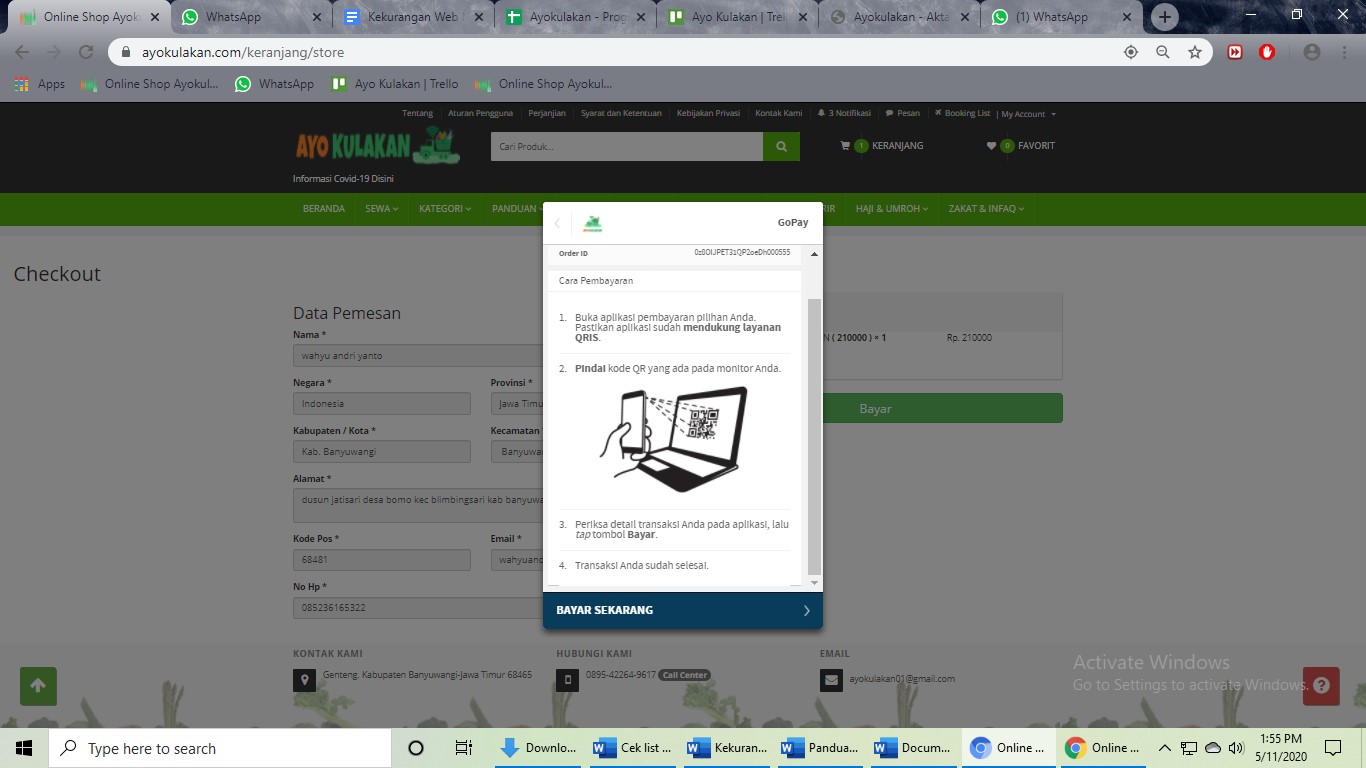 Online Shop Ayok
WhatsApp
Kekurangan Web
Ayokulakan - Prog
Ayo Kulakan | Trel
Ayokulakan - Akta
(1) WhatsApp
ayokulakan.com/keranjang/store
Apps
Online Shop Ayokul...
WhatsApp
Ayo Kulakan | Trello
Online Shop Ayokul...
Tentang
Aturan Pengguna
Perjanjian
Syarat dan Ketentuan
Kebijakan Privasi
Kontak Kami
3 Notifikasi
Pesan
Booking List
| My Account
AYO KULAKAN
Cari Produk...
1 KERANJANG
0 FAVORIT
Informasi Covid-19 Disini
BERANDA
SEWA
KATEGORI
PANDUAN
RIR
HAJI & UMROH
ZAKAT & INFAQ
GoPay
Order ID
Checkout
Cara Pembayaran
Data Pemesan
Nama *
wahyu andri yanto
1. Buka aplikasi pembayaran pilihan Anda.
Pastikan aplikasi sudah mendukung layanan
QRIS.
N ( 210000 ) × 1
Rp. 210000
2. Pindai kode QR yang ada pada monitor Anda.
Negara *
Provinsi *
Indonesia
Jawa Timu
Bayar
Kabupaten / Kota *
Kecamatan
Kab. Banyuwangi
Banyuwa
Alamat *
dusun jatisari desa bomo kec blimbingsari kab banyuwa
3. Periksa detail transaksi Anda pada aplikasi, lalu
tap tombol Bayar.
Kode Pos *
Email *
68481
wahyuand
4. Transaksi Anda sudah selesai.
No Hp *
085236165322
BAYAR SEKARANG
KONTAK KAMI
HUBUNGI KAMI
EMAIL
Genteng. Kabupaten Banyuwangi-Jawa Timur 68465
0895-42264-9617 Call Center
ayokulakan01@gmail.com
Activate Windows
Go to Settings to activate Windows.
Type here to search
Downlo...
Cek list ...
Kekuran...
Pandua...
Docum...
Online ...
Online ...
1:55 PM
5/11/2020